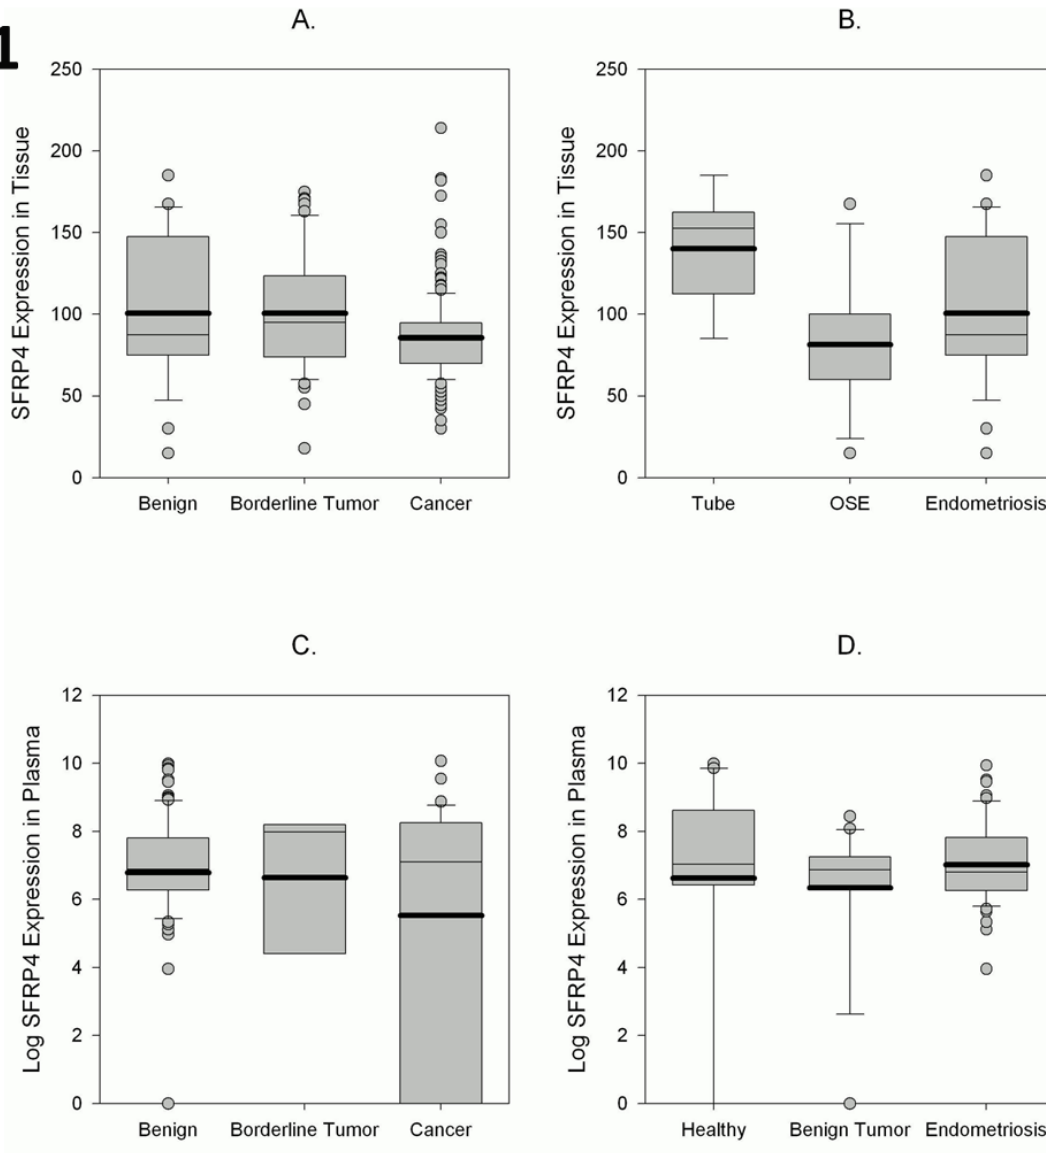 1
A.
SFRP4 Expression in Tissue
250
200
150
100
50
0
Benign Borderline Tumor Cancer
B.
SFRP4 Expression in Tissue
250
200
150
100
50
0
Tube OSE Endometriosis
C.
Log SFRP4 Expression in Plasma
12
10
8
6
4
2
0
Benign Borderline Tumor Cancer
D.
Log SFRP4 Expression in Plasma
12
10
8
6
4
2
0
Healthy Benign Tumor Endometriosis